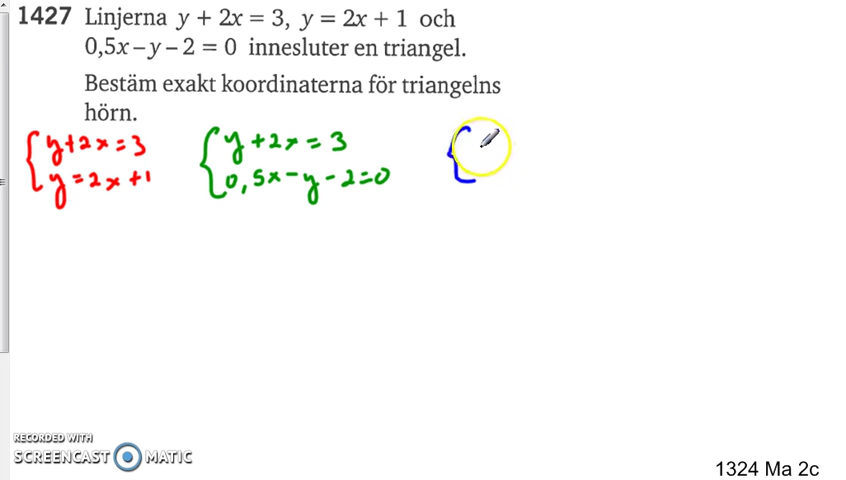 1427 Linjerna y + 2x = 3, y = 2x + 1 och
0,5x – y – 2 = 0 innesluter en triangel.
Bestäm exakt koordinaterna för triangelns
hörn.
{ y+2x=3
y=2x+1
{ y+2x=3
0,5x-y-2=0
{
RECORDED WITH
SCREENCAST MATIC
1324 Ma 2c